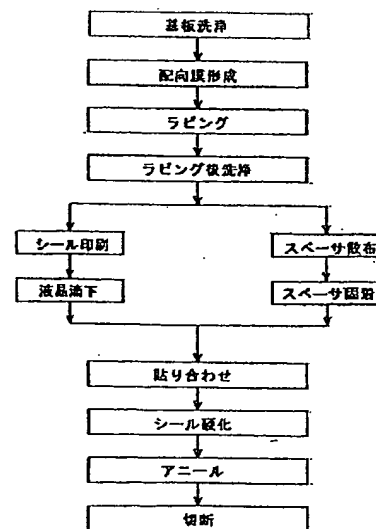 基板洗浄
配向膜形成
ラビング
ラビング後洗浄
シール印刷
スペーサ散布
液晶滴下
スペーサ固着
貼り合わせ
シール硬化
アニール
切断